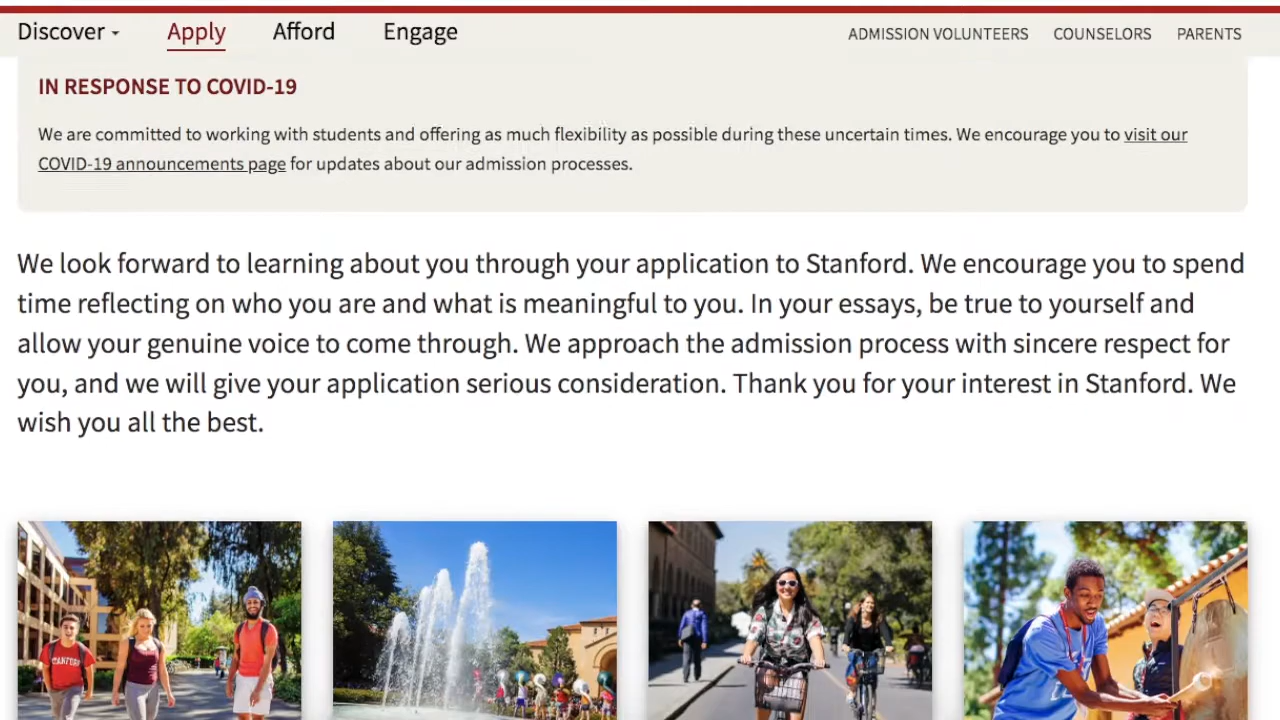 Discover Apply Afford Engage ADMISSION VOLUNTEERS COUNSELORS PARENTS
IN RESPONSE TO COVID-19
We are committed to working with students and offering as much flexibility as possible during these uncertain times. We encourage you to visit our
COVID-19 announcements page for updates about our admission processes.
We look forward to learning about you through your application to Stanford. We encourage you to spend
time reflecting on who you are and what is meaningful to you. In your essays, be true to yourself and
allow your genuine voice to come through. We approach the admission process with sincere respect for
you, and we will give your application serious consideration. Thank you for your interest in Stanford. We
wish you all the best.
STANFORD